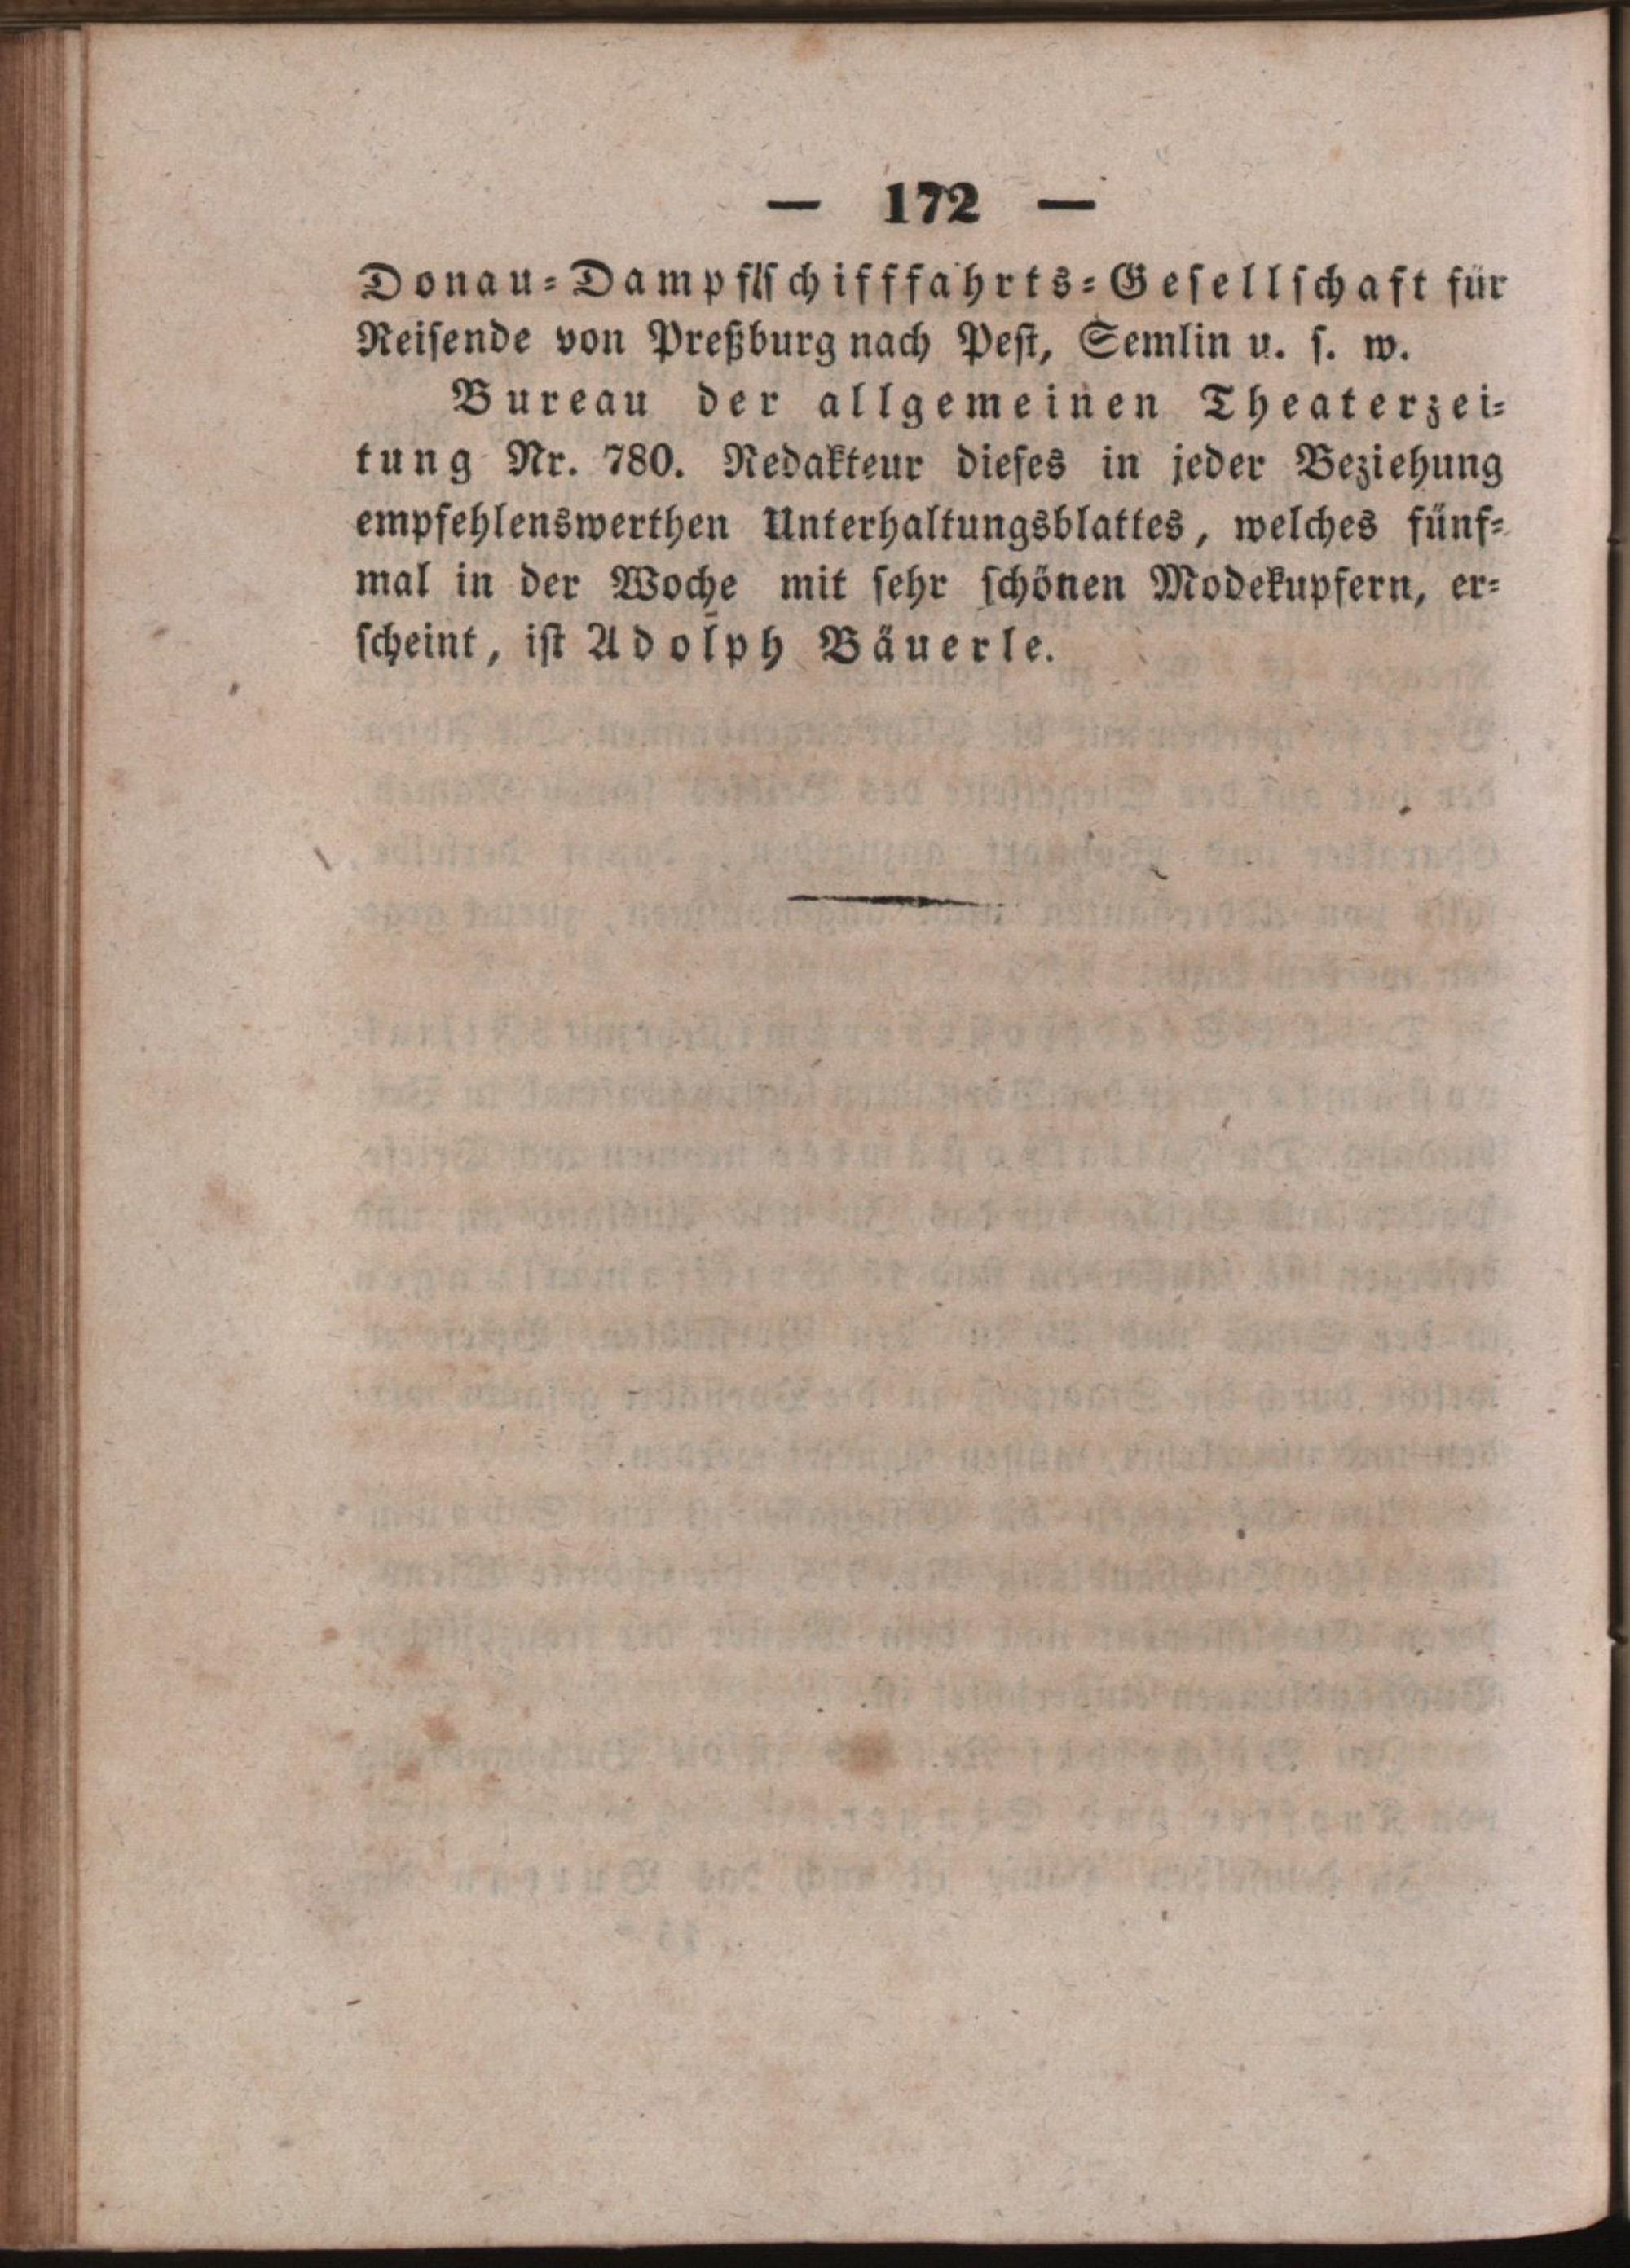 — 172 —
Donau-Dampfschifffahrts-Gesellschaft für
Reisende von Preßburg nach Pest, Semlin u. s. w.
Bureau der allgemeinen Theaterzei-
tung Nr. 780. Redakteur dieses in jeder Beziehung
empfehlenswerthen Unterhaltungsblattes, welches fünf-
mal in der Woche mit sehr schönen Modekupfern, er-
scheint, ist Adolph Bäuerle.